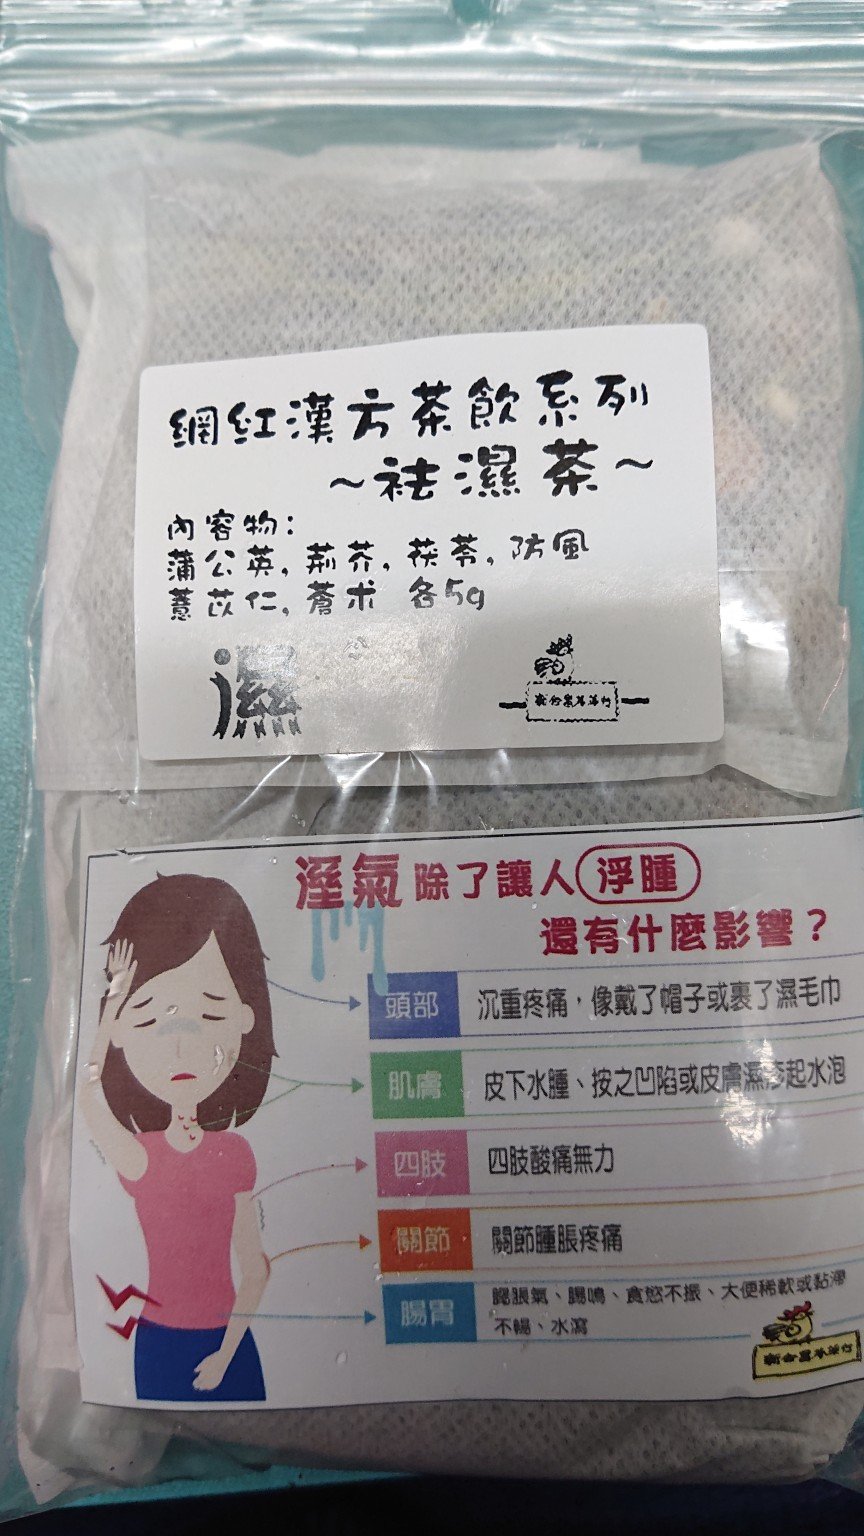 網紅漢方茶飲系列
~祛濕茶~
內容物:
蒲公英, 荊芥, 茯苓, 防風
薏苡仁, 蒼朮 各5g
濕
溼氣 除了讓人 浮腫
還有什麼影響?
頭部 沉重疼痛,像戴了帽子或裹了濕毛巾
肌膚 皮下水腫、按之凹陷或皮膚濕疹起水泡
四肢 四肢酸痛無力
關節 關節腫脹疼痛
腸胃 腹脹氣、腸鳴、食慾不振、大便稀軟或黏滯
不暢、水瀉